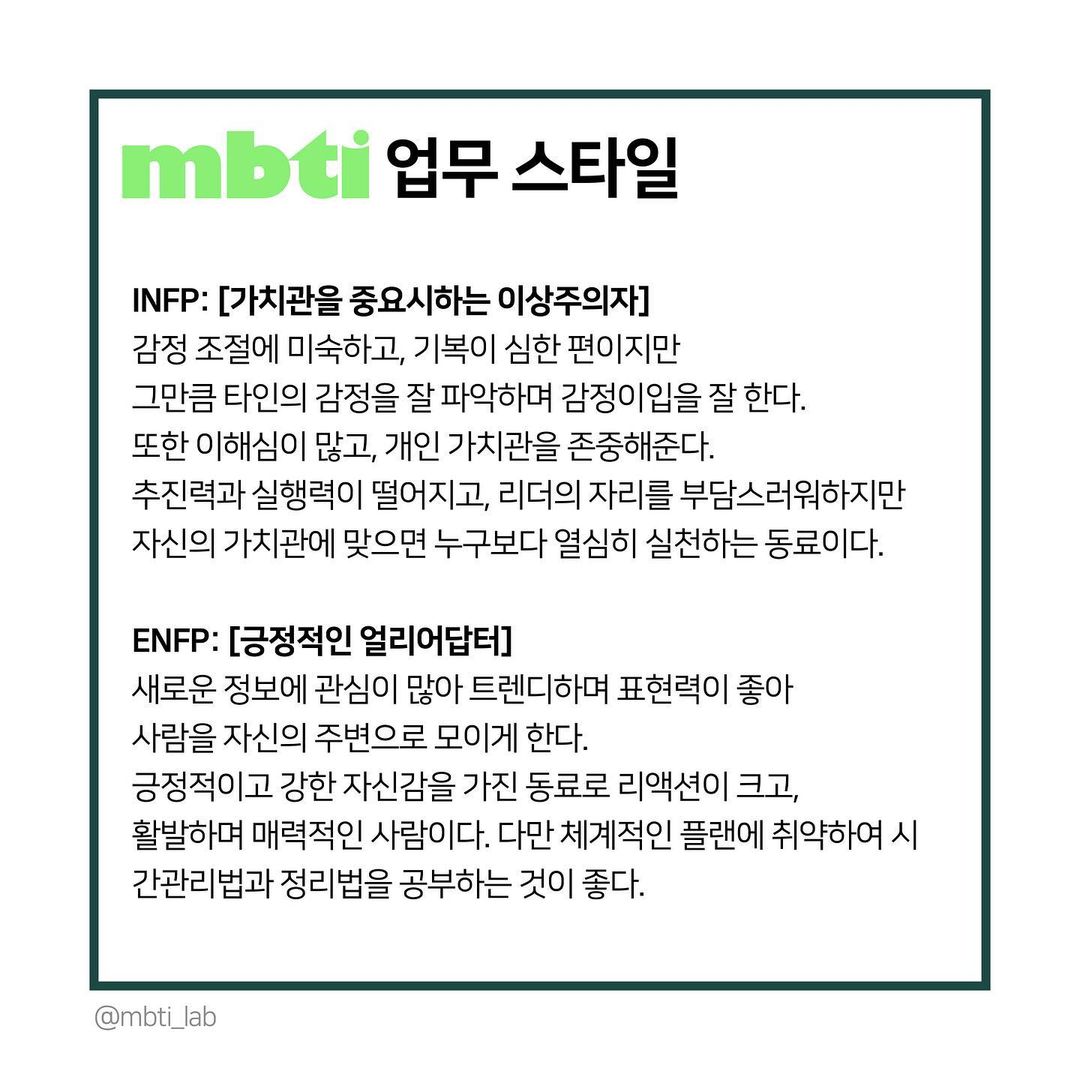 mbti 업무 스타일
INFP: [가치관을 중요시하는 이상주의자]
감정 조절에 미숙하고, 기복이 심한 편이지만
그만큼 타인의 감정을 잘 파악하며 감정이입을 잘 한다.
또한 이해심이 많고, 개인 가치관을 존중해준다.
추진력과 실행력이 떨어지고, 리더의 자리를 부담스러워하지만
자신의 가치관에 맞으면 누구보다 열심히 실천하는 동료이다.
ENFP: [긍정적인 얼리어답터]
새로운 정보에 관심이 많아 트렌디하며 표현력이 좋아
사람을 자신의 주변으로 모이게 한다.
긍정적이고 강한 자신감을 가진 동료로 리액션이 크고,
활발하며 매력적인 사람이다. 다만 체계적인 플랜에 취약하여 시
간관리법과 정리법을 공부하는 것이 좋다.
@mbti_lab